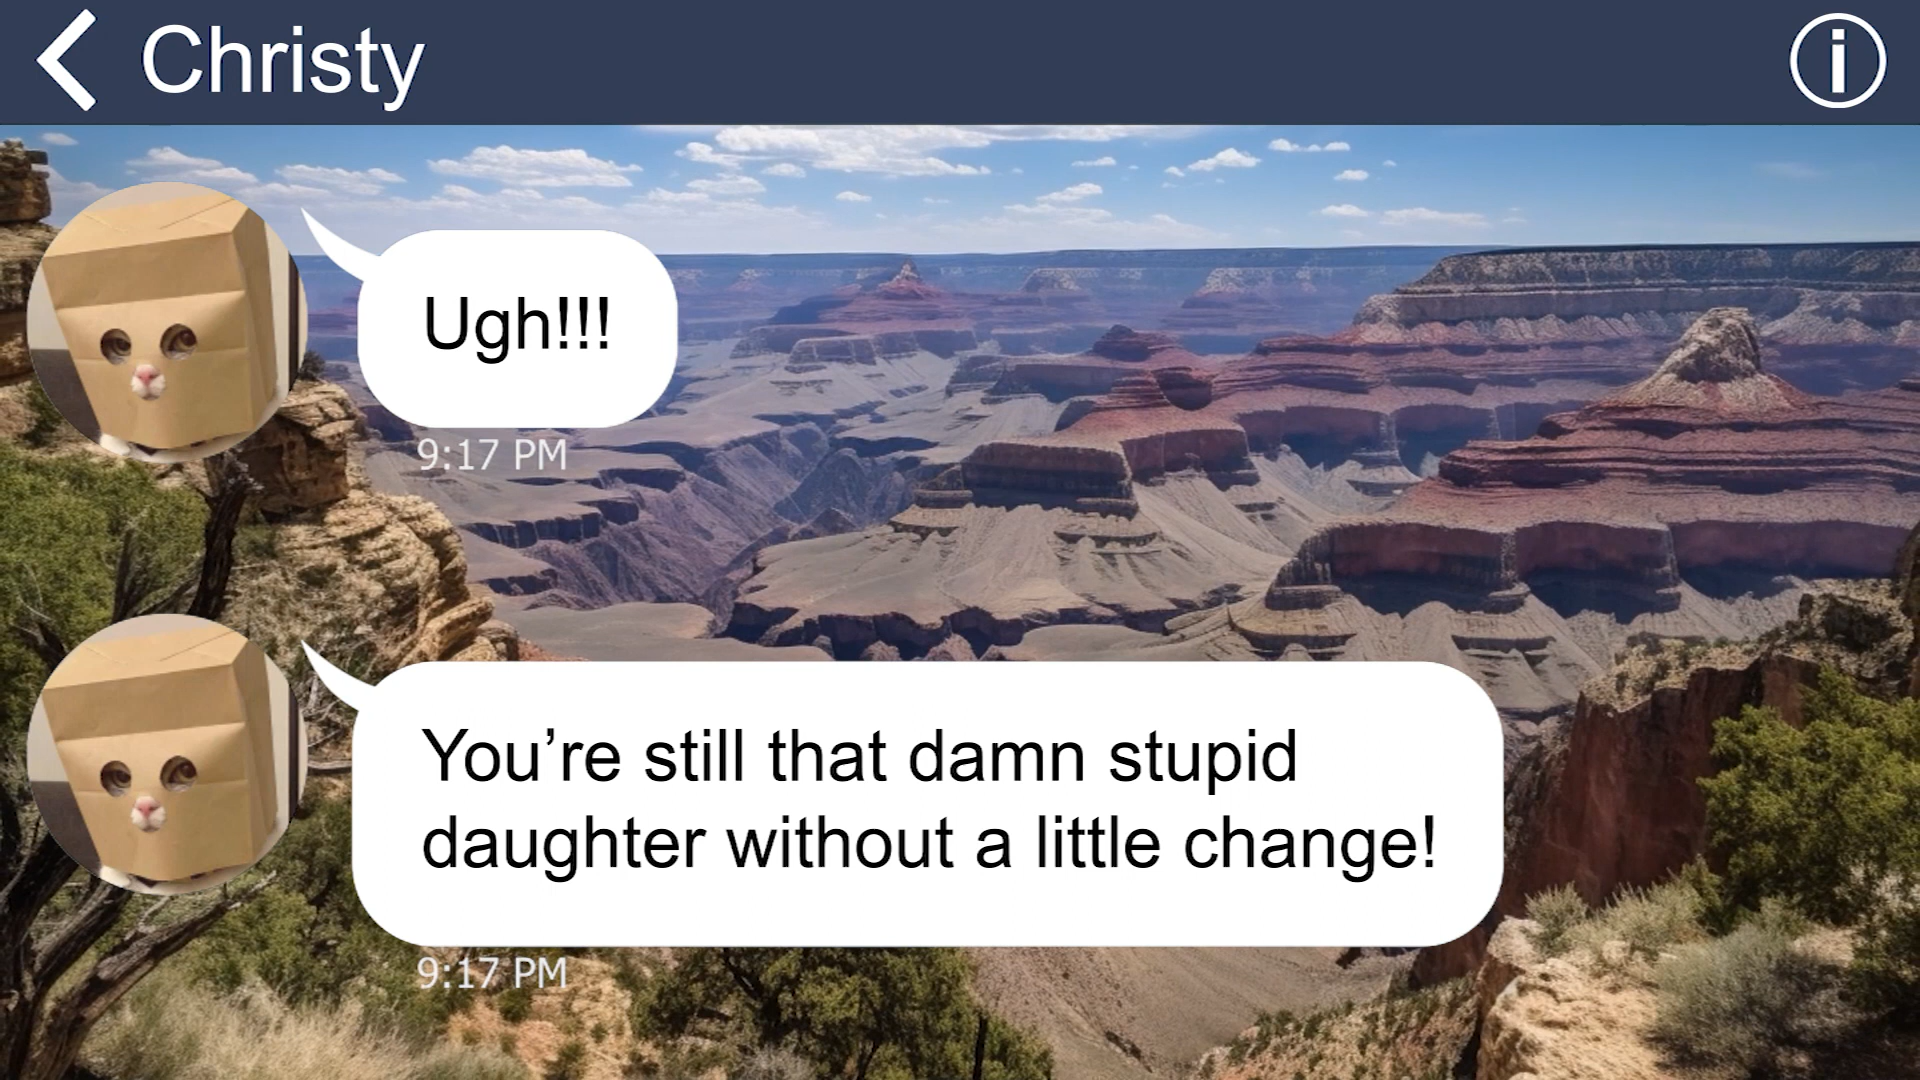 Christy
Ugh!!!
9:17 PM
You’re still that damn stupid
daughter without a little change!
9:17 PM